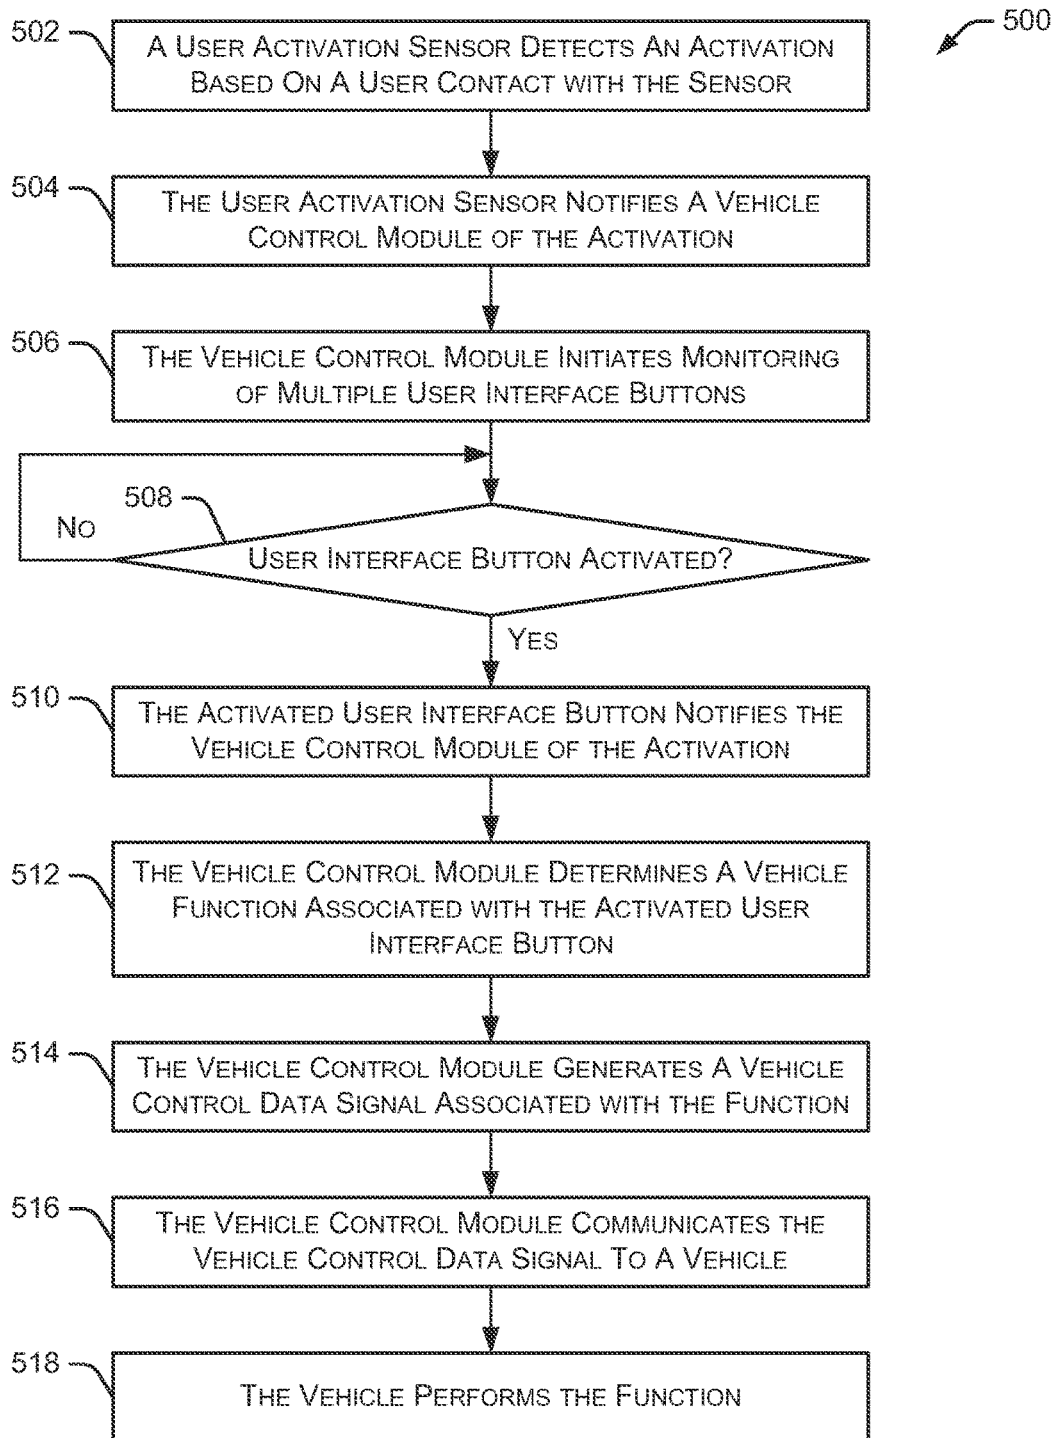 500
502
A USER ACTIVATION SENSOR DETECTS AN ACTIVATION
BASED ON A USER CONTACT WITH THE SENSOR
504
THE USER ACTIVATION SENSOR NOTIFIES A VEHICLE
CONTROL MODULE OF THE ACTIVATION
506
THE VEHICLE CONTROL MODULE INITIATES MONITORING
OF MULTIPLE USER INTERFACE BUTTONS
508
NO
USER INTERFACE BUTTON ACTIVATED?
YES
510
THE ACTIVATED USER INTERFACE BUTTON NOTIFIES THE
VEHICLE CONTROL MODULE OF THE ACTIVATION
512
THE VEHICLE CONTROL MODULE DETERMINES A VEHICLE
FUNCTION ASSOCIATED WITH THE ACTIVATED USER
INTERFACE BUTTON
514
THE VEHICLE CONTROL MODULE GENERATES A VEHICLE
CONTROL DATA SIGNAL ASSOCIATED WITH THE FUNCTION
516
THE VEHICLE CONTROL MODULE COMMUNICATES THE
VEHICLE CONTROL DATA SIGNAL TO A VEHICLE
518
THE VEHICLE PERFORMS THE FUNCTION